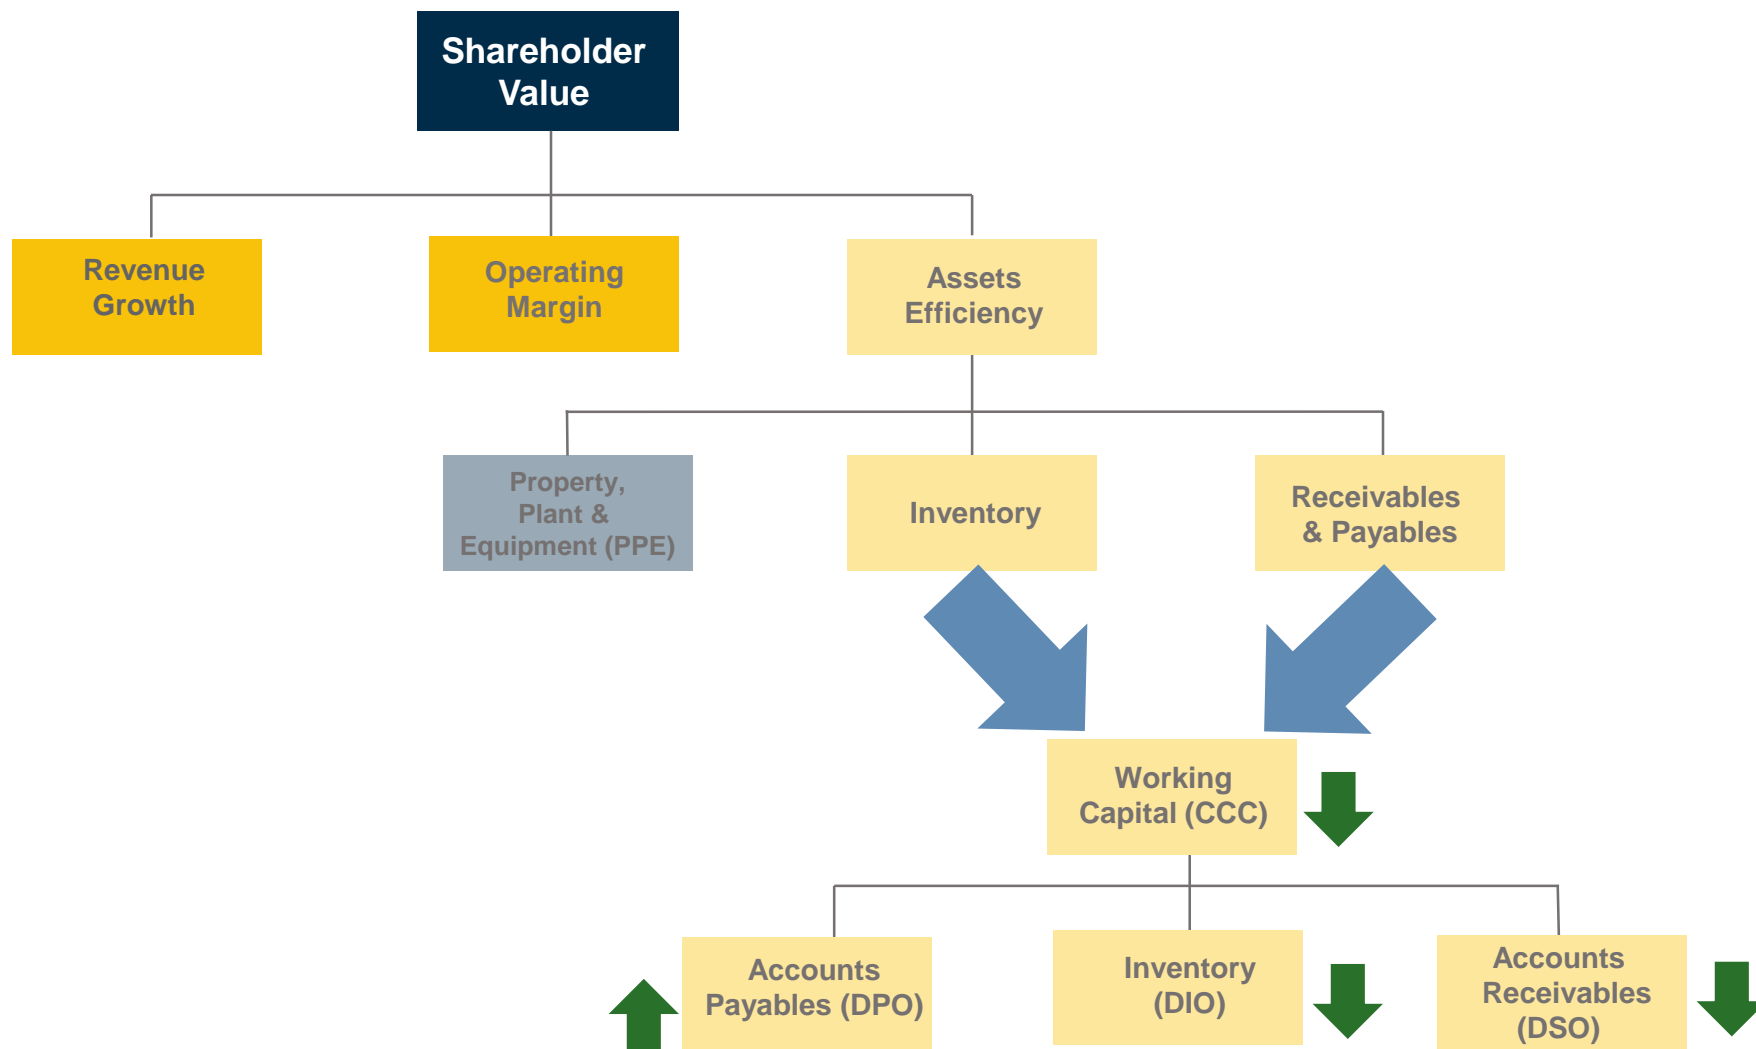 Shareholder
Value
Revenue
Growth
Operating
Margin
Assets
Efficiency
Property,
Plant &
Equipment (PPE)
Inventory
Receivables
& Payables
Working
Capital (CCC)
Accounts
Payables (DPO)
Inventory
(DIO)
Accounts
Receivables
(DSO)